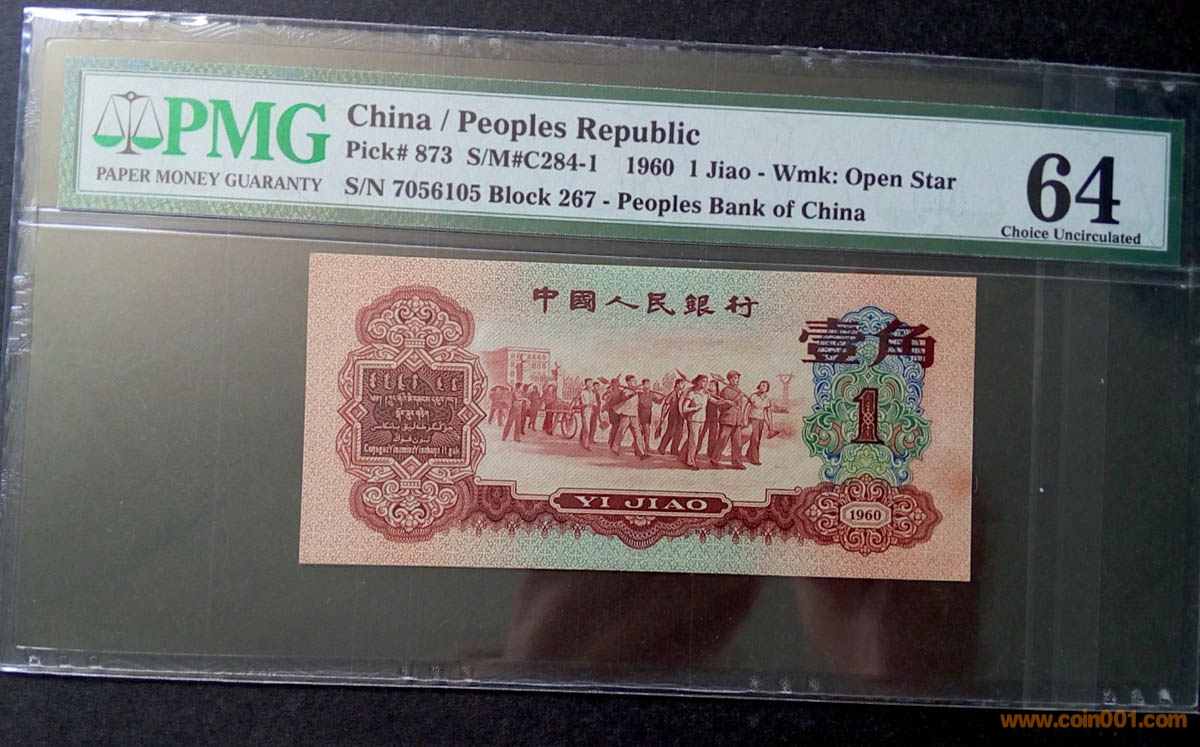 PMG
PAPER MONEY GUARANTY
China / Peoples Republic
Pick# 873 S/M#C284-1 1960 1 Jiao - Wmk: Open Star
S/N 7056105 Block 267 - Peoples Bank of China
64
Choice Uncirculated
中國人民銀行
壹角
1
YI JIAO
1960
www.coin001.com